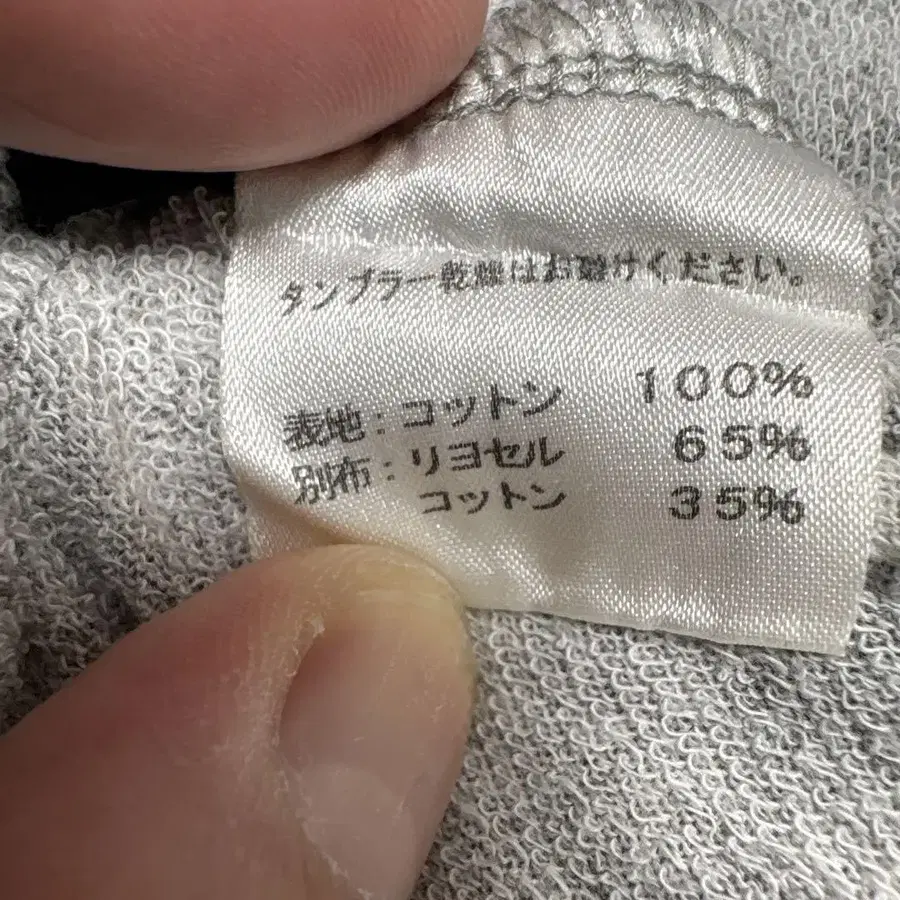 タンブラー乾燥はお避けください。
表地:コットン 100%
別布:リヨセル 65%
コットン 35%